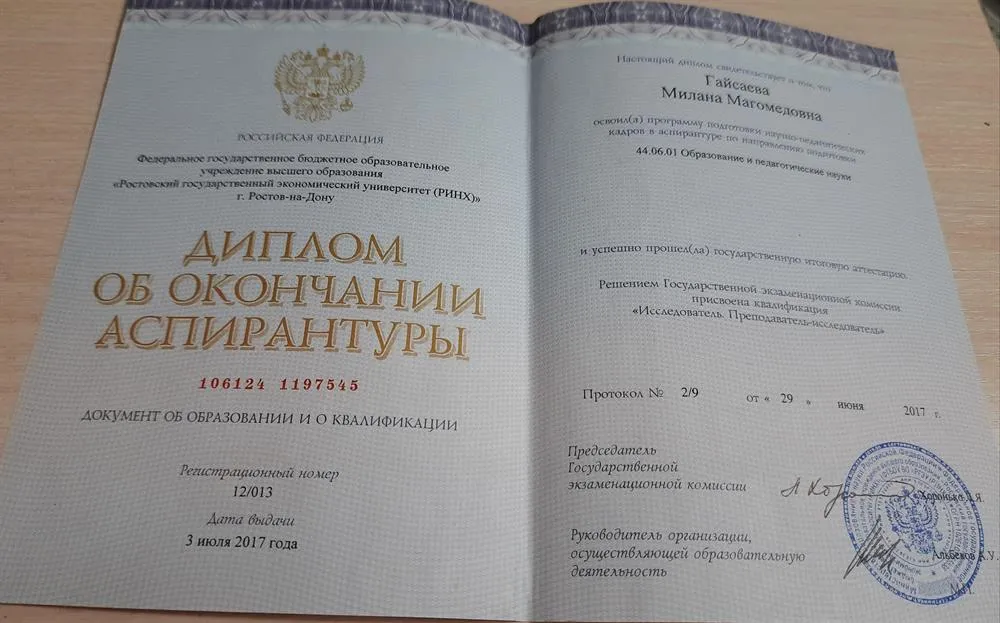 РОССИЙСКАЯ ФЕДЕРАЦИЯ
Федеральное государственное бюджетное образовательное
учреждение высшего образования
«Ростовский государственный экономический университет (РИНХ)»
г. Ростов-на-Дону
ДИПЛОМ
ОБ ОКОНЧАНИИ
АСПИРАНТУРЫ
106124 1197545
ДОКУМЕНТ ОБ ОБРАЗОВАНИИ И О КВАЛИФИКАЦИИ
Регистрационный номер
12/013
Дата выдачи
3 июля 2017 года
Настоящий диплом свидетельствует о том, что
Гайсаева
Милана Магомедовна
освоил(а) программу подготовки научно-педагогических
кадров в аспирантуре по направлению подготовки
44.06.01 Образование и педагогические науки
и успешно прошел(ла) государственную итоговую аттестацию.
Решением Государственной экзаменационной комиссии
присвоена квалификация
«Исследователь. Преподаватель-исследователь»
Протокол № 2/9 от « 29 » июня 2017 г.
Председатель
Государственной
экзаменационной комиссии
Хоронько Л.Я.
Руководитель организации,
осуществляющей образовательную
деятельность
Альбеков А.У.
М.П.